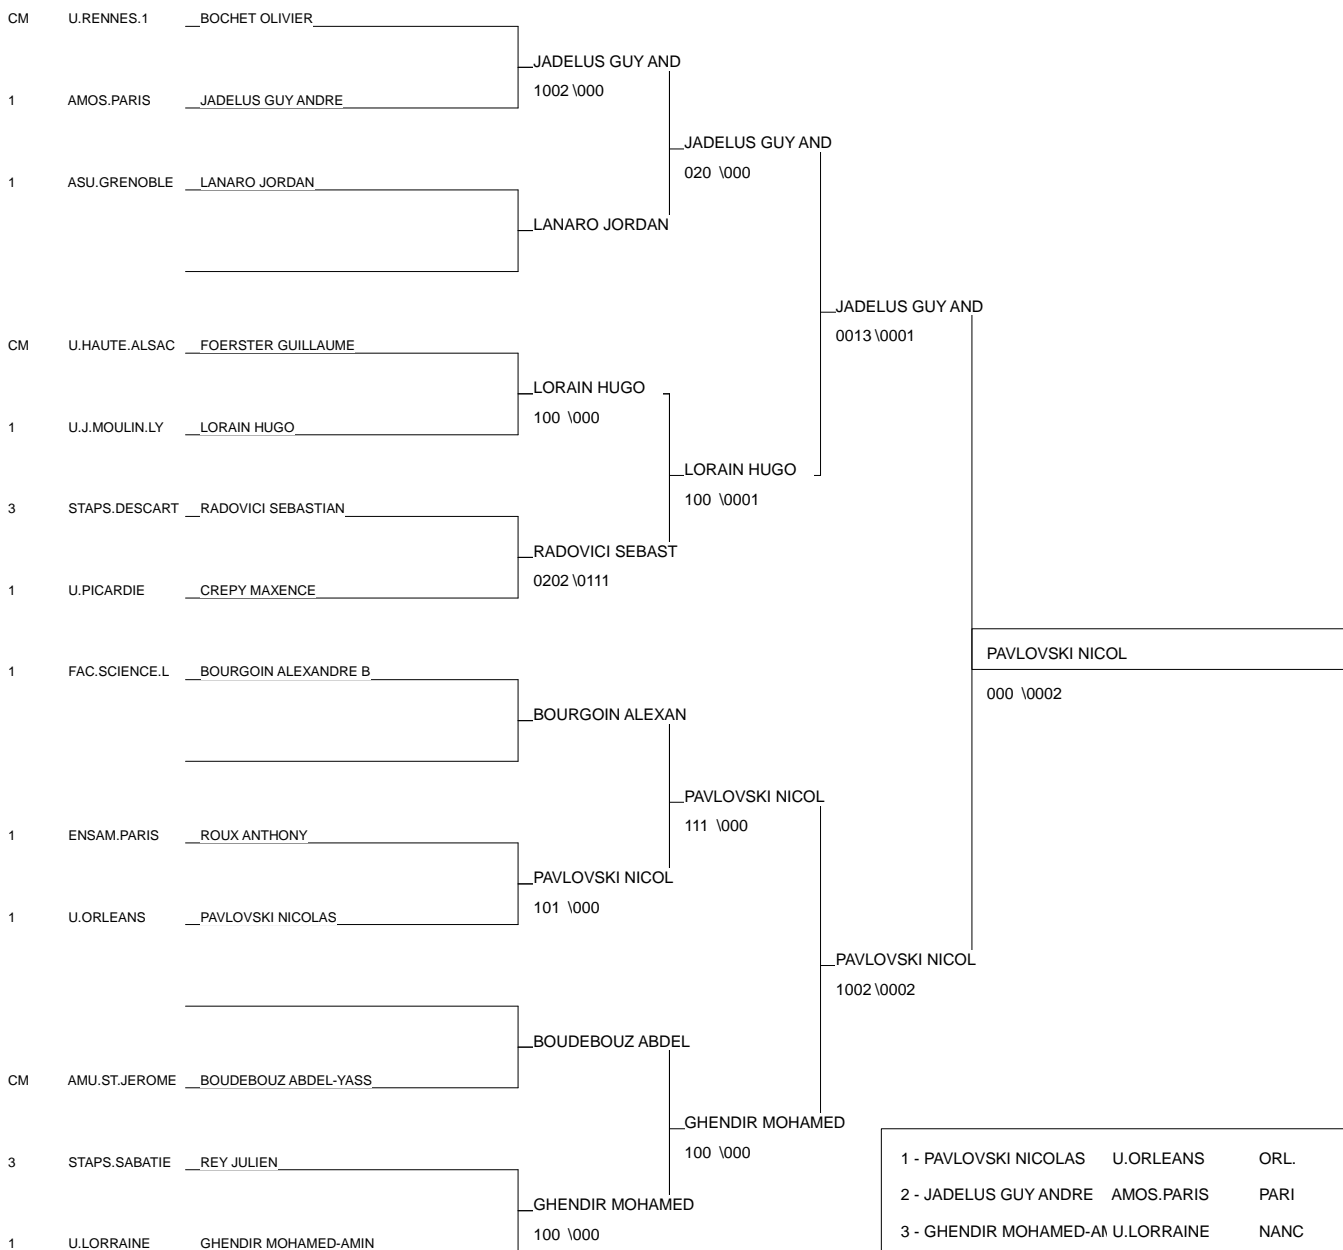 CM U.RENNES.1 BOCHET OLIVIER
JADELUS GUY AND
1002 \000
1 AMOS.PARIS JADELUS GUY ANDRE
JADELUS GUY AND
020 \000
1 ASU.GRENOBLE LANARO JORDAN
LANARO JORDAN
JADELUS GUY AND
0013 \0001
CM U.HAUTE.ALSAC FOERSTER GUILLAUME
LORAIN HUGO
100 \000
1 U.J.MOULIN.LY LORAIN HUGO
LORAIN HUGO
100 \0001
3 STAPS.DESCART RADOVICI SEBASTIAN
RADOVICI SEBAST
0202 \0111
1 U.PICARDIE CREPY MAXENCE
PAVLOVSKI NICOL
000 \0002
1 FAC.SCIENCE.L BOURGOIN ALEXANDRE B
BOURGOIN ALEXAN
PAVLOVSKI NICOL
111 \000
1 ENSAM.PARIS ROUX ANTHONY
PAVLOVSKI NICOL
101 \000
1 U.ORLEANS PAVLOVSKI NICOLAS
PAVLOVSKI NICOL
1002 \0002
BOUDEBOUZ ABDEL
CM AMU.ST.JEROME BOUDEBOUZ ABDEL-YASS
GHENDIR MOHAMED
100 \000
3 STAPS.SABATIE REY JULIEN
GHENDIR MOHAMED
100 \000
1 U.LORRAINE GHENDIR MOHAMED-AMIN
1 - PAVLOVSKI NICOLAS U.ORLEANS ORL.
2 - JADELUS GUY ANDRE AMOS.PARIS PARI
3 - GHENDIR MOHAMED-AM U.LORRAINE NANC